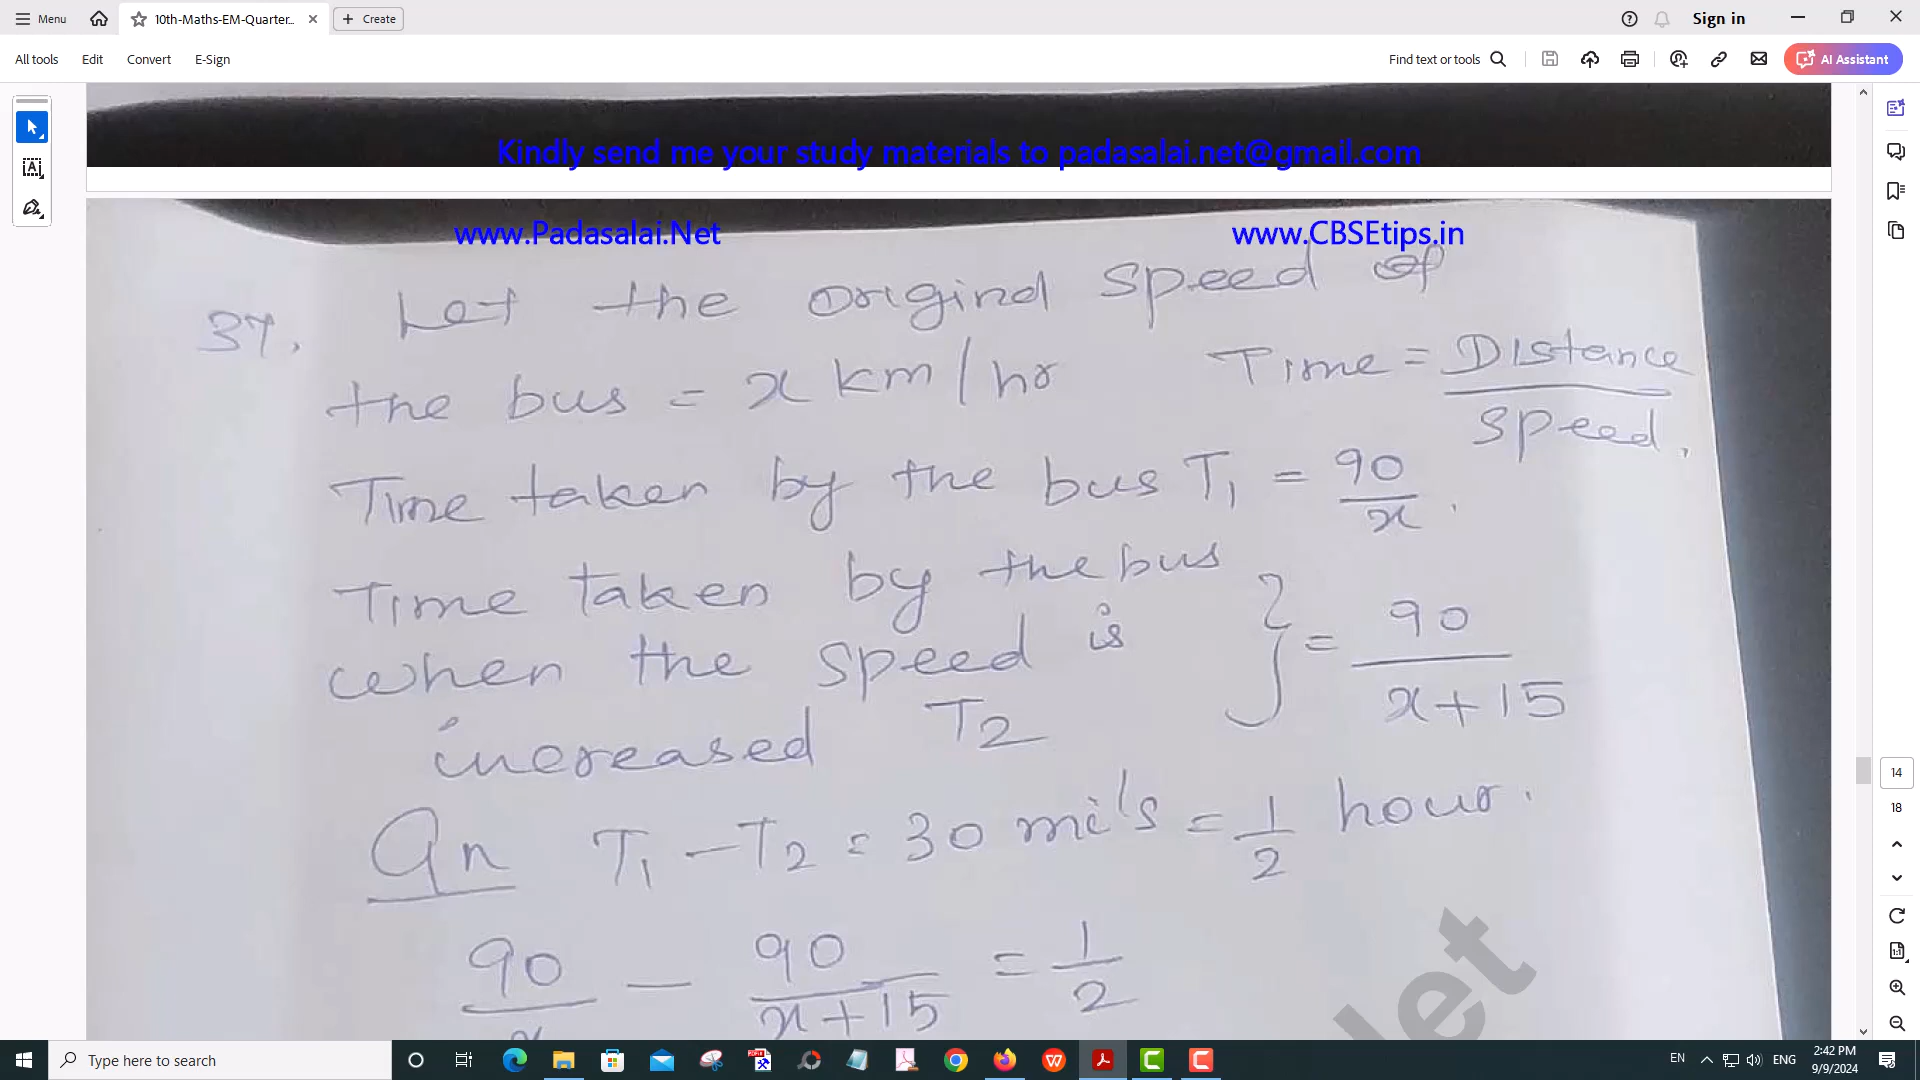 Menu
10th-Maths-EM-Quarter...
Create
Sign in
All tools
Edit
Convert
E-Sign
Find text or tools
AI Assistant
Kindly send me your study materials to padasalai.net@gmail.com
www.Padasalai.Net
www.CBSEtips.in
37. Let the original speed of
the bus = x km/hr
Time = Distance / Speed.
Time taken by the bus T₁ = 90/x.
Time taken by the bus
when the speed is
increased T₂ } = 90/(x+15)
Gn T₁ - T₂ = 30 mi's = 1/2 hour.
90/x - 90/(x+15) = 1/2
let
14
18
Type here to search
EN
ENG
2:42 PM
9/9/2024